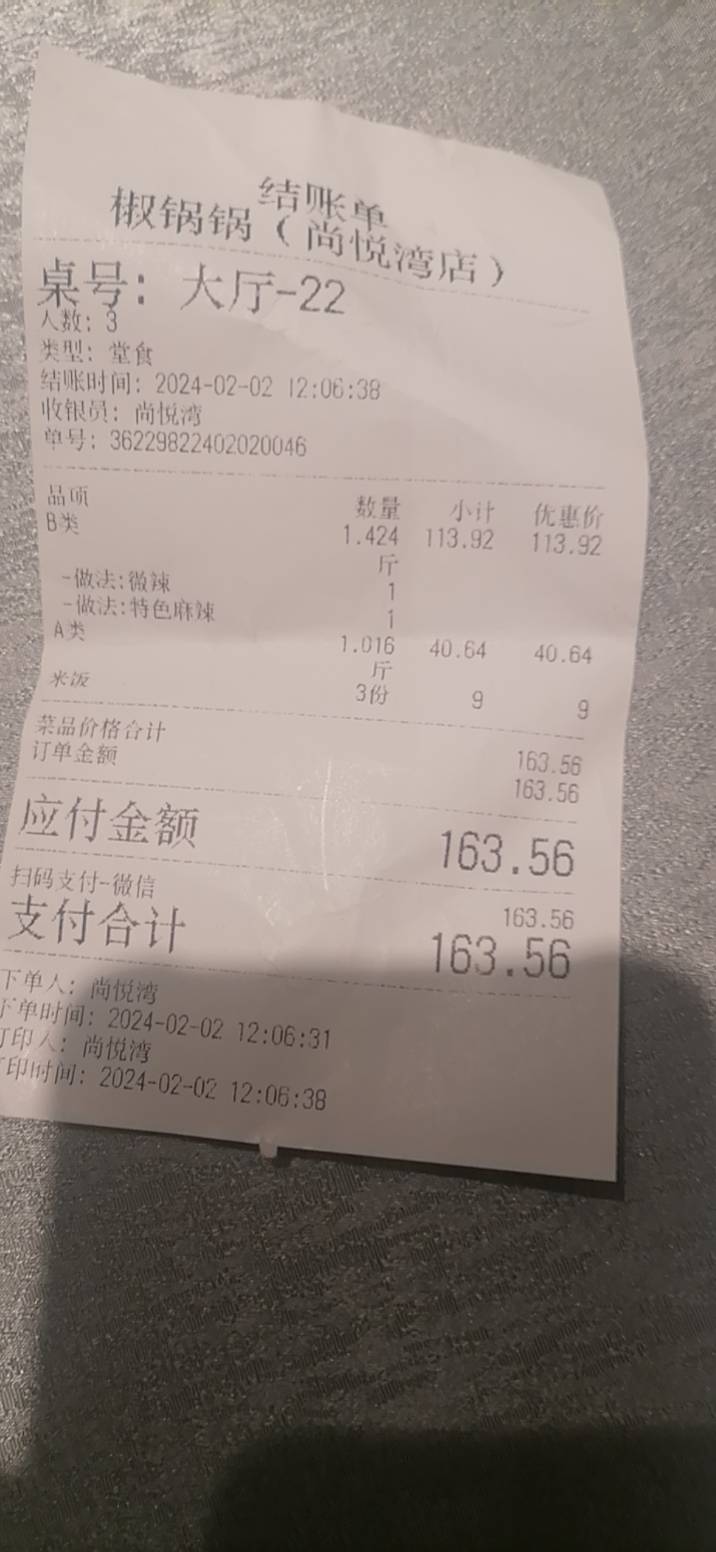 结账单
椒锅锅（尚悦湾店）
桌号：大厅-22
人数：3
类型：堂食
结账时间：2024-02-02 12:06:38
收银员：尚悦湾
单号：36229822402020046
品项 数量 小计 优惠价
B类 1.424 113.92 113.92
斤
-做法:微辣 1
-做法:特色麻辣 1
A类 1.016 40.64 40.64
斤
米饭 3份 9 9
菜品价格合计 163.56
订单金额 163.56
应付金额 163.56
扫码支付-微信 163.56
支付合计 163.56
下单人：尚悦湾
下单时间：2024-02-02 12:06:31
打印人：尚悦湾
打印时间：2024-02-02 12:06:38